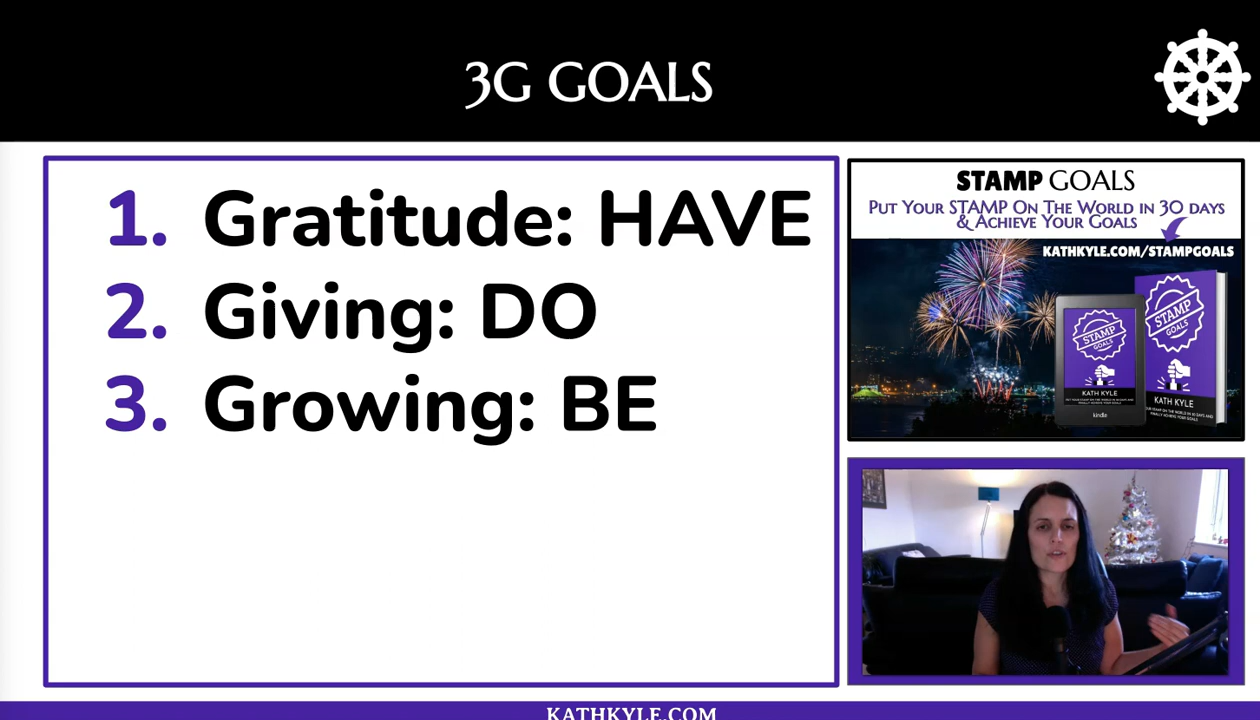 3G GOALS
1. Gratitude: HAVE
2. Giving: DO
3. Growing: BE
STAMP GOALS
PUT YOUR STAMP ON THE WORLD IN 30 DAYS
& ACHIEVE YOUR GOALS
KATHKYLE.COM/STAMPGOALS
STAMP
GOALS
KATH KYLE
kindle
STAMP
GOALS
KATH KYLE
KATHKYLE.COM